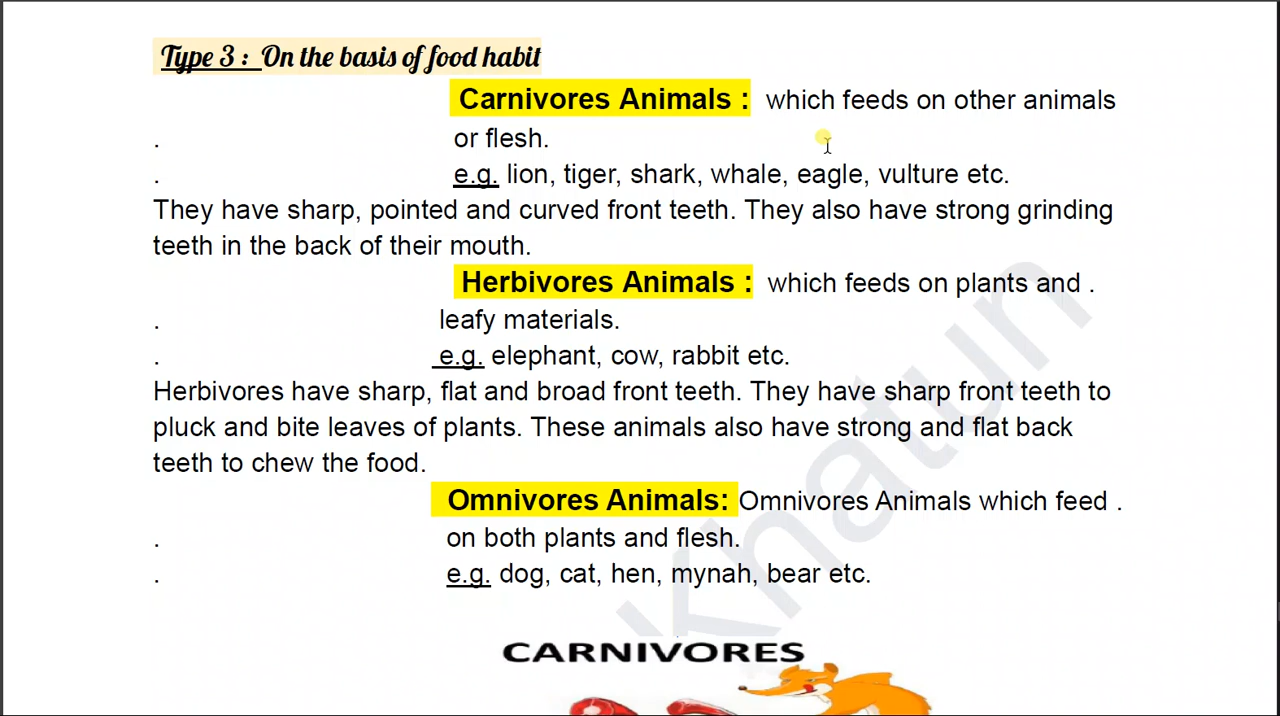 Type 3 : On the basis of food habit
Carnivores Animals : which feeds on other animals
. or flesh.
. e.g. lion, tiger, shark, whale, eagle, vulture etc.
They have sharp, pointed and curved front teeth. They also have strong grinding
teeth in the back of their mouth.
Herbivores Animals : which feeds on plants and .
. leafy materials.
. e.g. elephant, cow, rabbit etc.
Herbivores have sharp, flat and broad front teeth. They have sharp front teeth to
pluck and bite leaves of plants. These animals also have strong and flat back
teeth to chew the food.
Omnivores Animals: Omnivores Animals which feed .
. on both plants and flesh.
. e.g. dog, cat, hen, mynah, bear etc.
Khatun
CARNIVORES